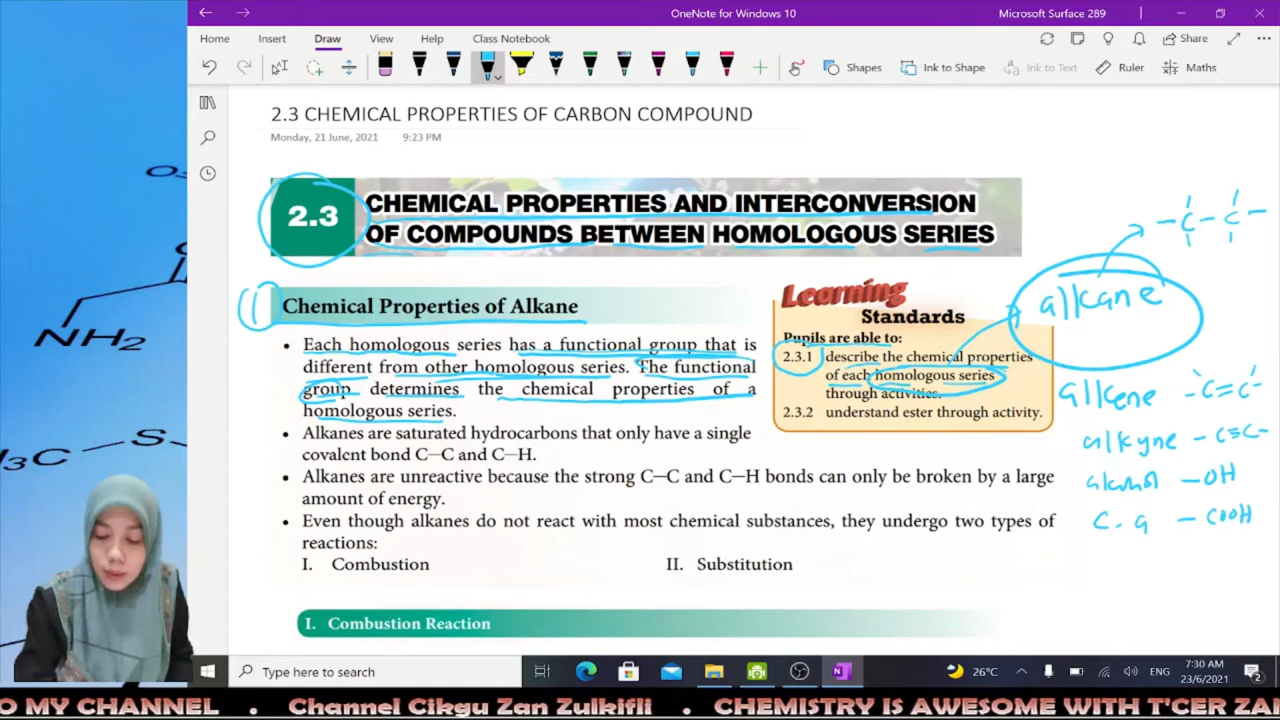 OneNote for Windows 10
Microsoft Surface 289
Home Insert Draw View Help Class Notebook
Share
Shapes Ink to Shape Ink to Text Ruler Maths
2.3 CHEMICAL PROPERTIES OF CARBON COMPOUND
Monday, 21 June, 2021 9:23 PM
2.3 CHEMICAL PROPERTIES AND INTERCONVERSION
OF COMPOUNDS BETWEEN HOMOLOGOUS SERIES
(1) Chemical Properties of Alkane
• Each homologous series has a functional group that is
different from other homologous series. The functional
group determines the chemical properties of a
homologous series.
• Alkanes are saturated hydrocarbons that only have a single
covalent bond C—C and C—H.
• Alkanes are unreactive because the strong C—C and C—H bonds can only be broken by a large
amount of energy.
• Even though alkanes do not react with most chemical substances, they undergo two types of
reactions:
I. Combustion II. Substitution
I. Combustion Reaction
Learning
Standards
Pupils are able to:
2.3.1 describe the chemical properties
of each homologous series
through activities.
2.3.2 understand ester through activity.
-C-C-
alkane
alkene -C=C-
alkyne -C≡C-
alkanol -OH
C.a -COOH
NH2
H3C S
Type here to search
26°C ENG 7:30 AM
23/6/2021
2
O MY CHANNEL . Channel Cikgu Zan Zulkifli . CHEMISTRY IS AWESOME WITH T'CER ZA